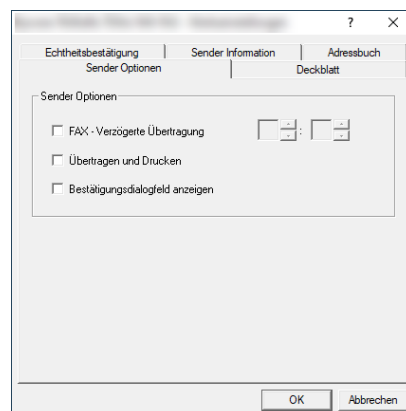 ?
Echtheitsbestätigung Sender Information Adressbuch
Sender Optionen Deckblatt
Sender Optionen
FAX - Verzögerte Übertragung :
Übertragen und Drucken
Bestätigungsdialogfeld anzeigen
OK Abbrechen